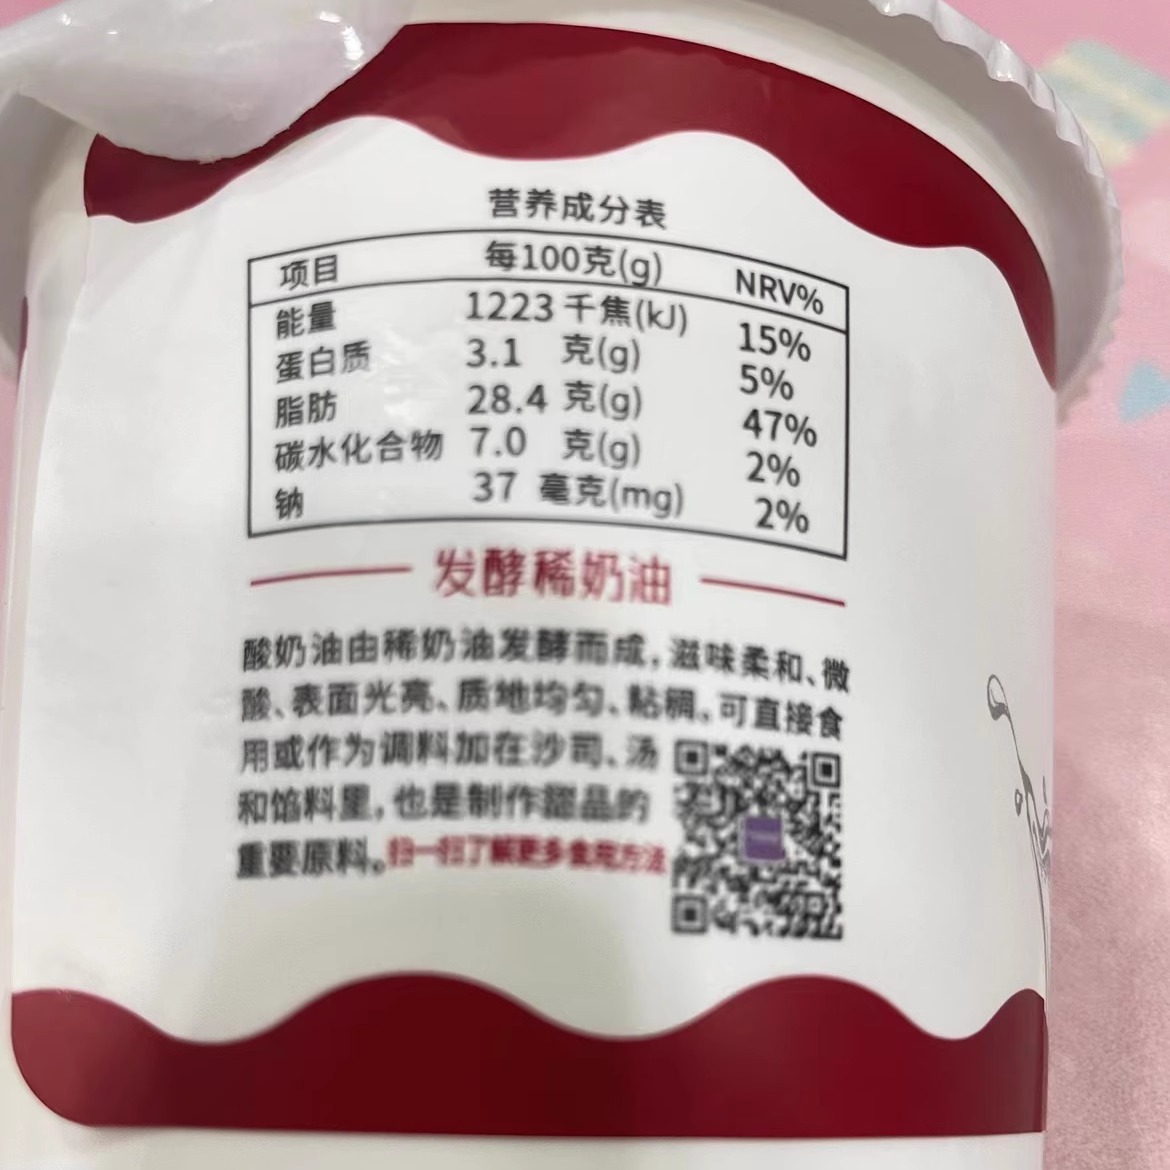 营养成分表
项目 每100克(g) NRV%
能量 1223千焦(kJ) 15%
蛋白质 3.1 克(g) 5%
脂肪 28.4 克(g) 47%
碳水化合物 7.0 克(g) 2%
钠 37 毫克(mg) 2%
发酵稀奶油
酸奶油由稀奶油发酵而成,滋味柔和、微
酸、表面光亮、质地均匀、粘稠、可直接食
用或作为调料加在沙司、汤
和馅料里,也是制作甜品的
重要原料。扫一扫了解更多食用方法